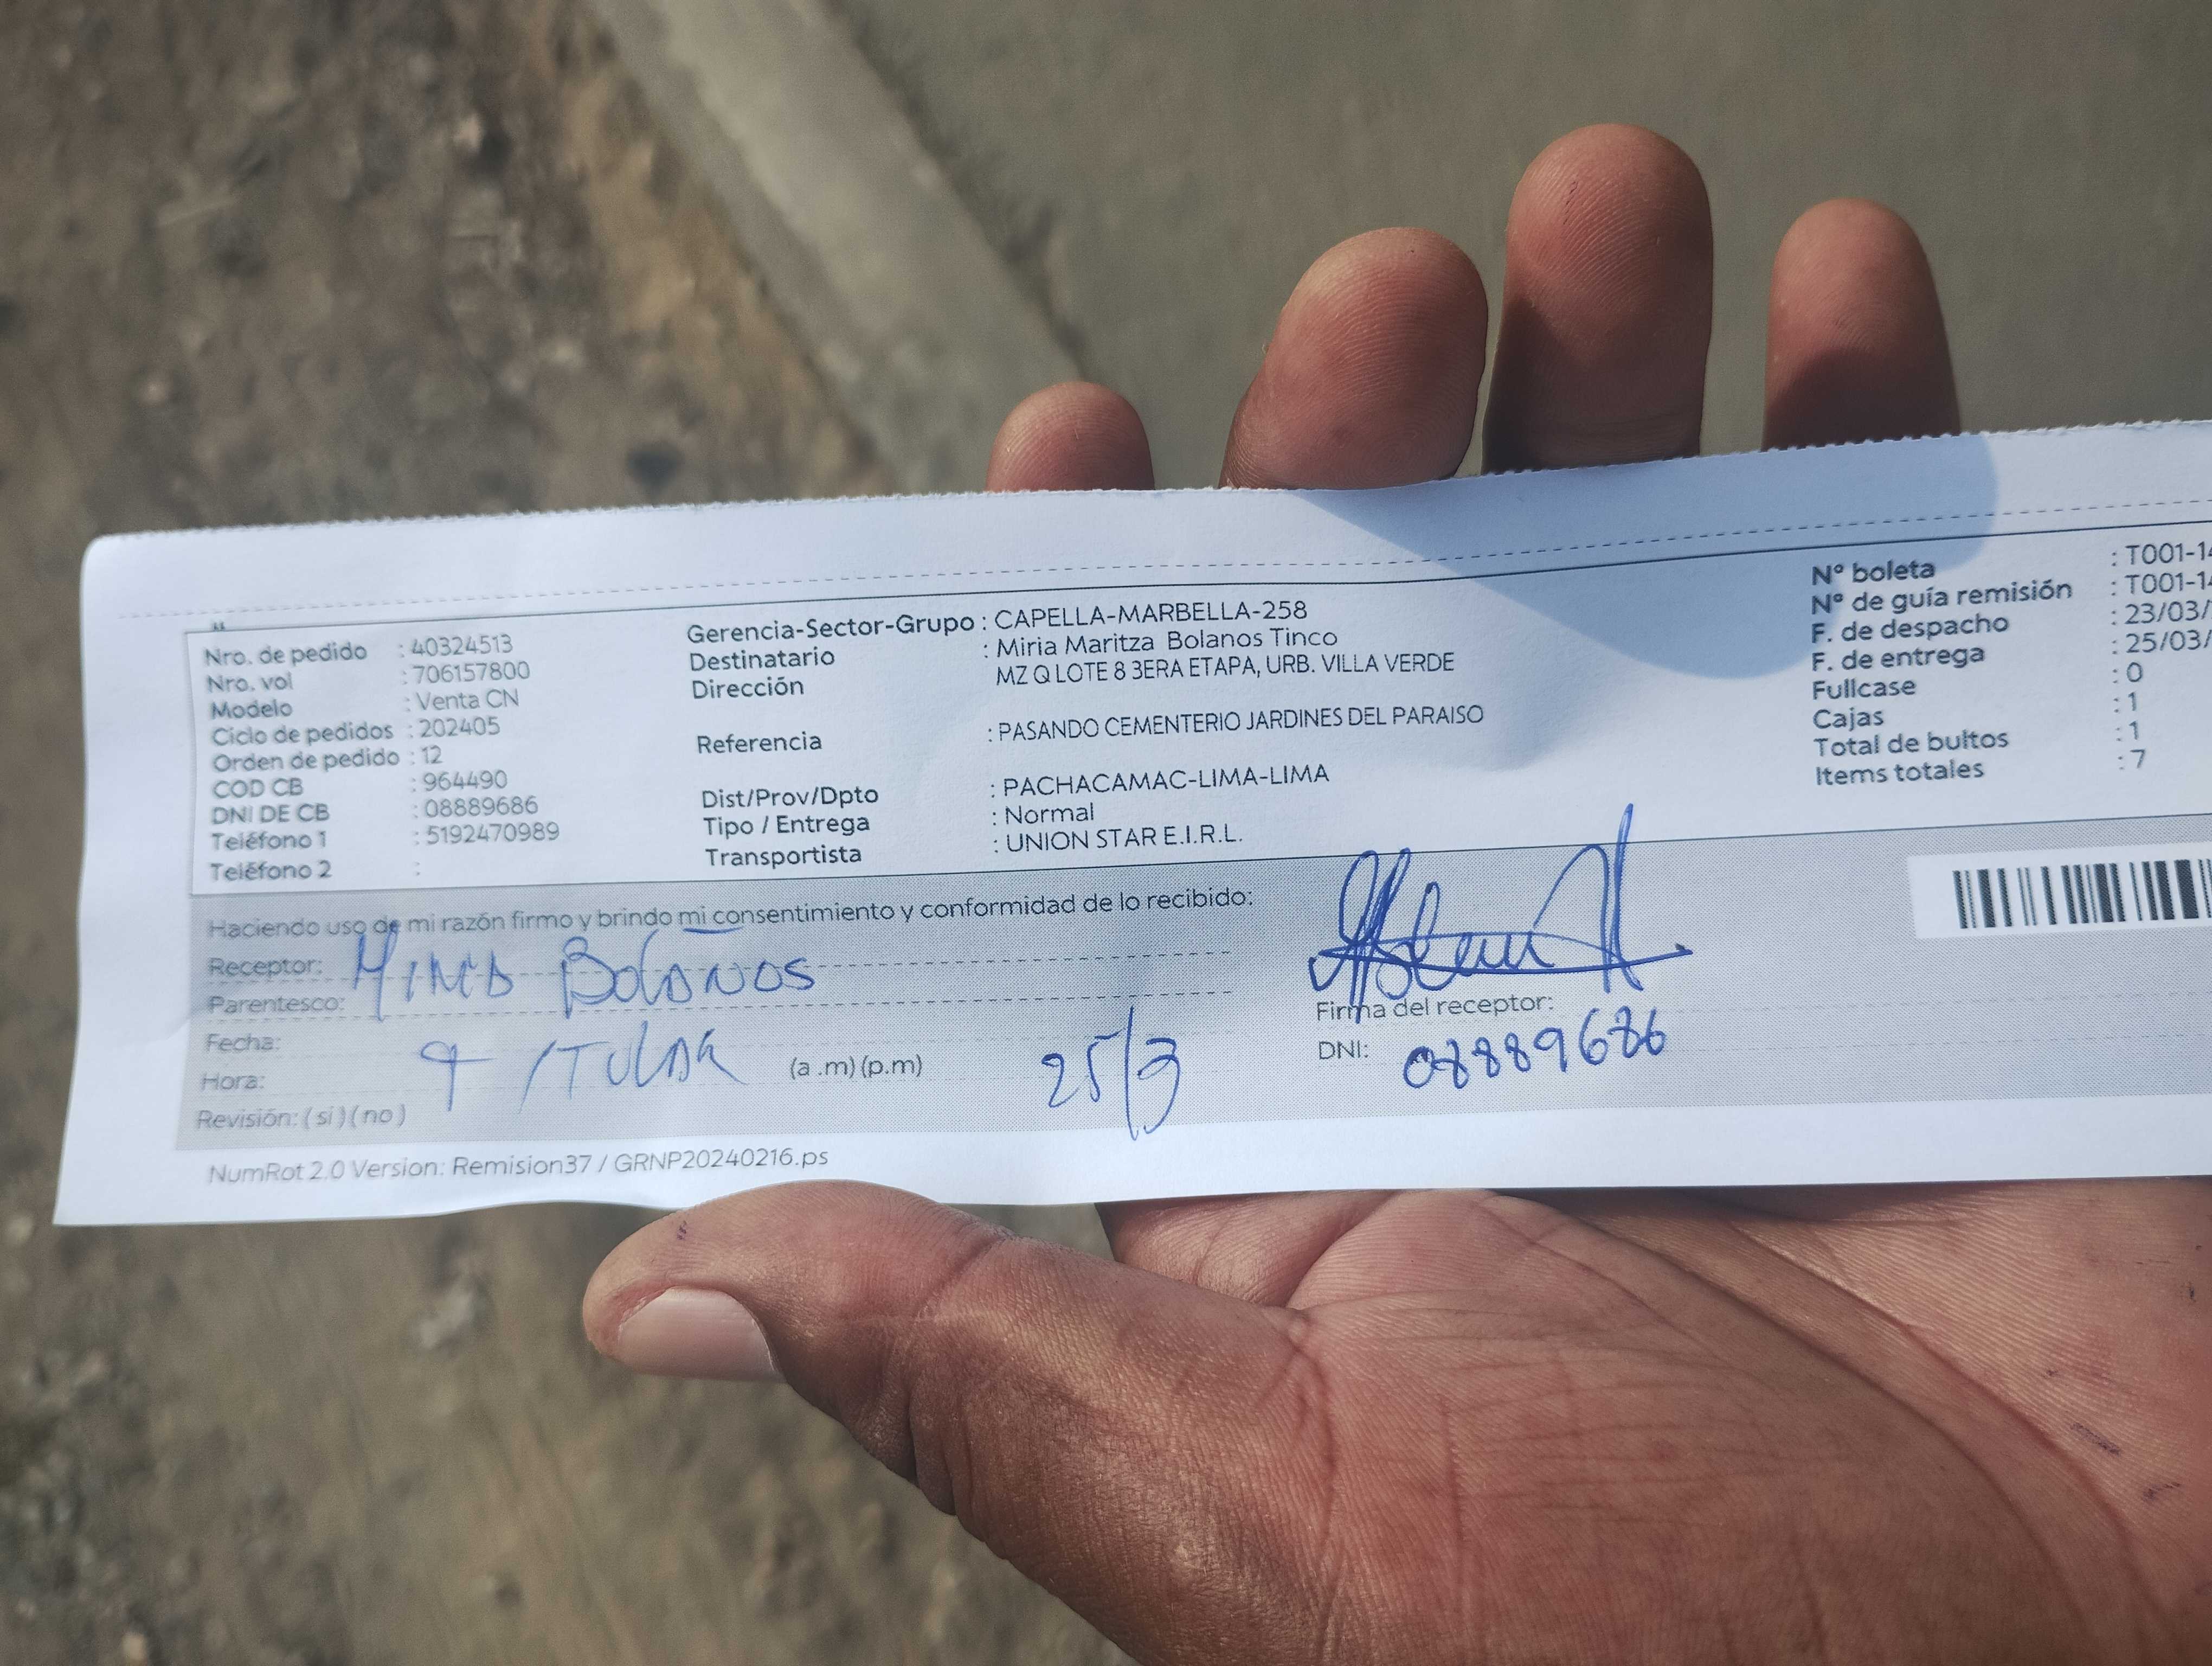 Nro. de pedido : 40324513
Nro. vol : 706157800
Modelo : Venta CN
Ciclo de pedidos : 202405
Orden de pedido : 12
COD CB : 964490
DNI DE CB : 08889686
Teléfono 1 : 5192470989
Teléfono 2 :
Gerencia-Sector-Grupo : CAPELLA-MARBELLA-258
Destinatario : Miria Maritza Bolanos Tinco
Dirección MZ Q LOTE 8 3ERA ETAPA, URB. VILLA VERDE
Referencia : PASANDO CEMENTERIO JARDINES DEL PARAISO
Dist/Prov/Dpto : PACHACAMAC-LIMA-LIMA
Tipo / Entrega : Normal
Transportista : UNION STAR E.I.R.L.
Nº boleta : T001-14
Nº de guía remisión : T001-14
F. de despacho : 23/03/
F. de entrega : 25/03/
Fullcase : 0
Cajas : 1
Total de bultos : 1
Items totales : 7
Haciendo uso de mi razón firmo y brindo mi consentimiento y conformidad de lo recibido:
Receptor: Bolaños
Parentesco:
Fecha:
Hora: TITULAR (a .m) (p.m) 25/3
Revisión: ( si ) ( no )
Firma del receptor:
DNI: 08889686
NumRot 2.0 Version: Remision37 / GRNP20240216.ps